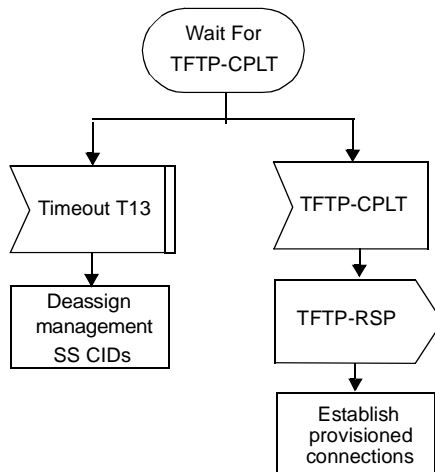 Wait For
TFTP-CPLT
Timeout T13
TFTP-CPLT
Deassign
management
SS CIDs
TFTP-RSP
Establish
provisioned
connections